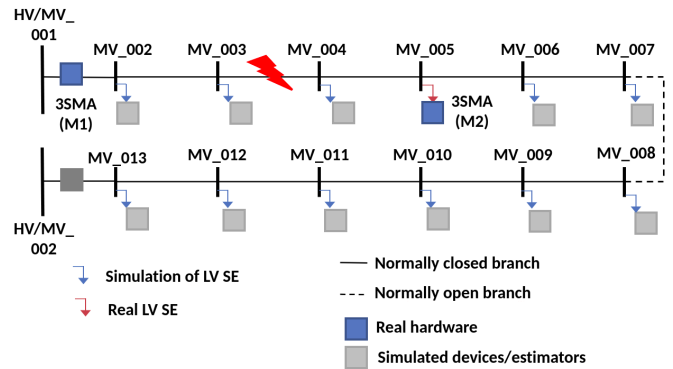 HV/MV_
001
MV_002
MV_003
MV_004
MV_005
MV_006
MV_007
3SMA
(M1)
3SMA
(M2)
MV_013
MV_012
MV_011
MV_010
MV_009
MV_008
HV/MV_
002
Simulation of LV SE
Real LV SE
Normally closed branch
Normally open branch
Real hardware
Simulated devices/estimators